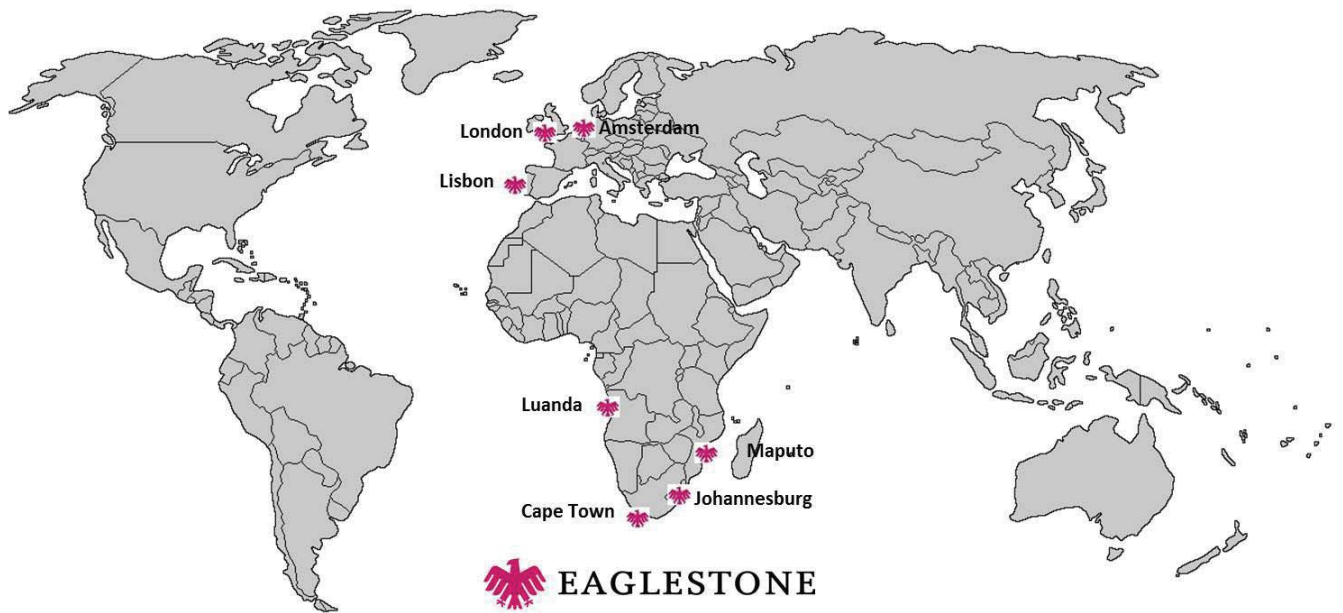 London
Amsterdam
Lisbon
Luanda
Maputo
Johannesburg
Cape Town
EAGLESTONE